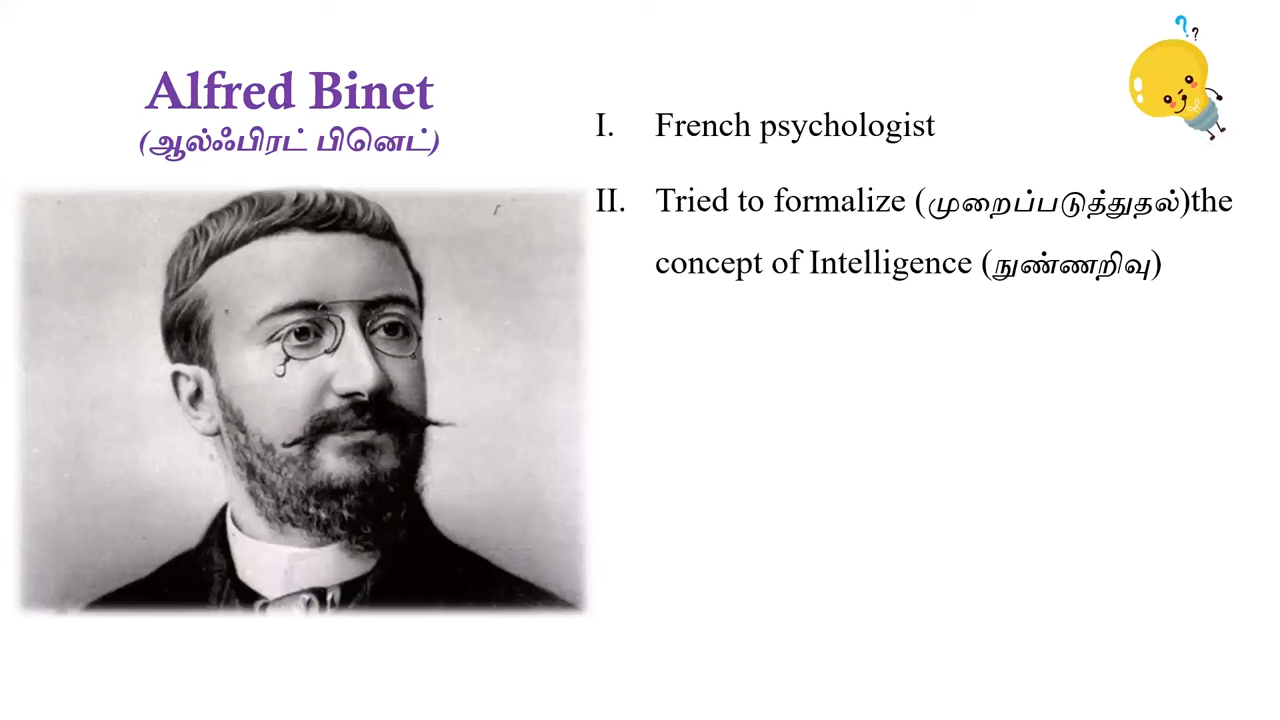 Alfred Binet
(ஆல்ஃபிரட் பினெட்)
I. French psychologist
II. Tried to formalize (முறைப்படுத்துதல்)the
concept of Intelligence (நுண்ணறிவு)
??